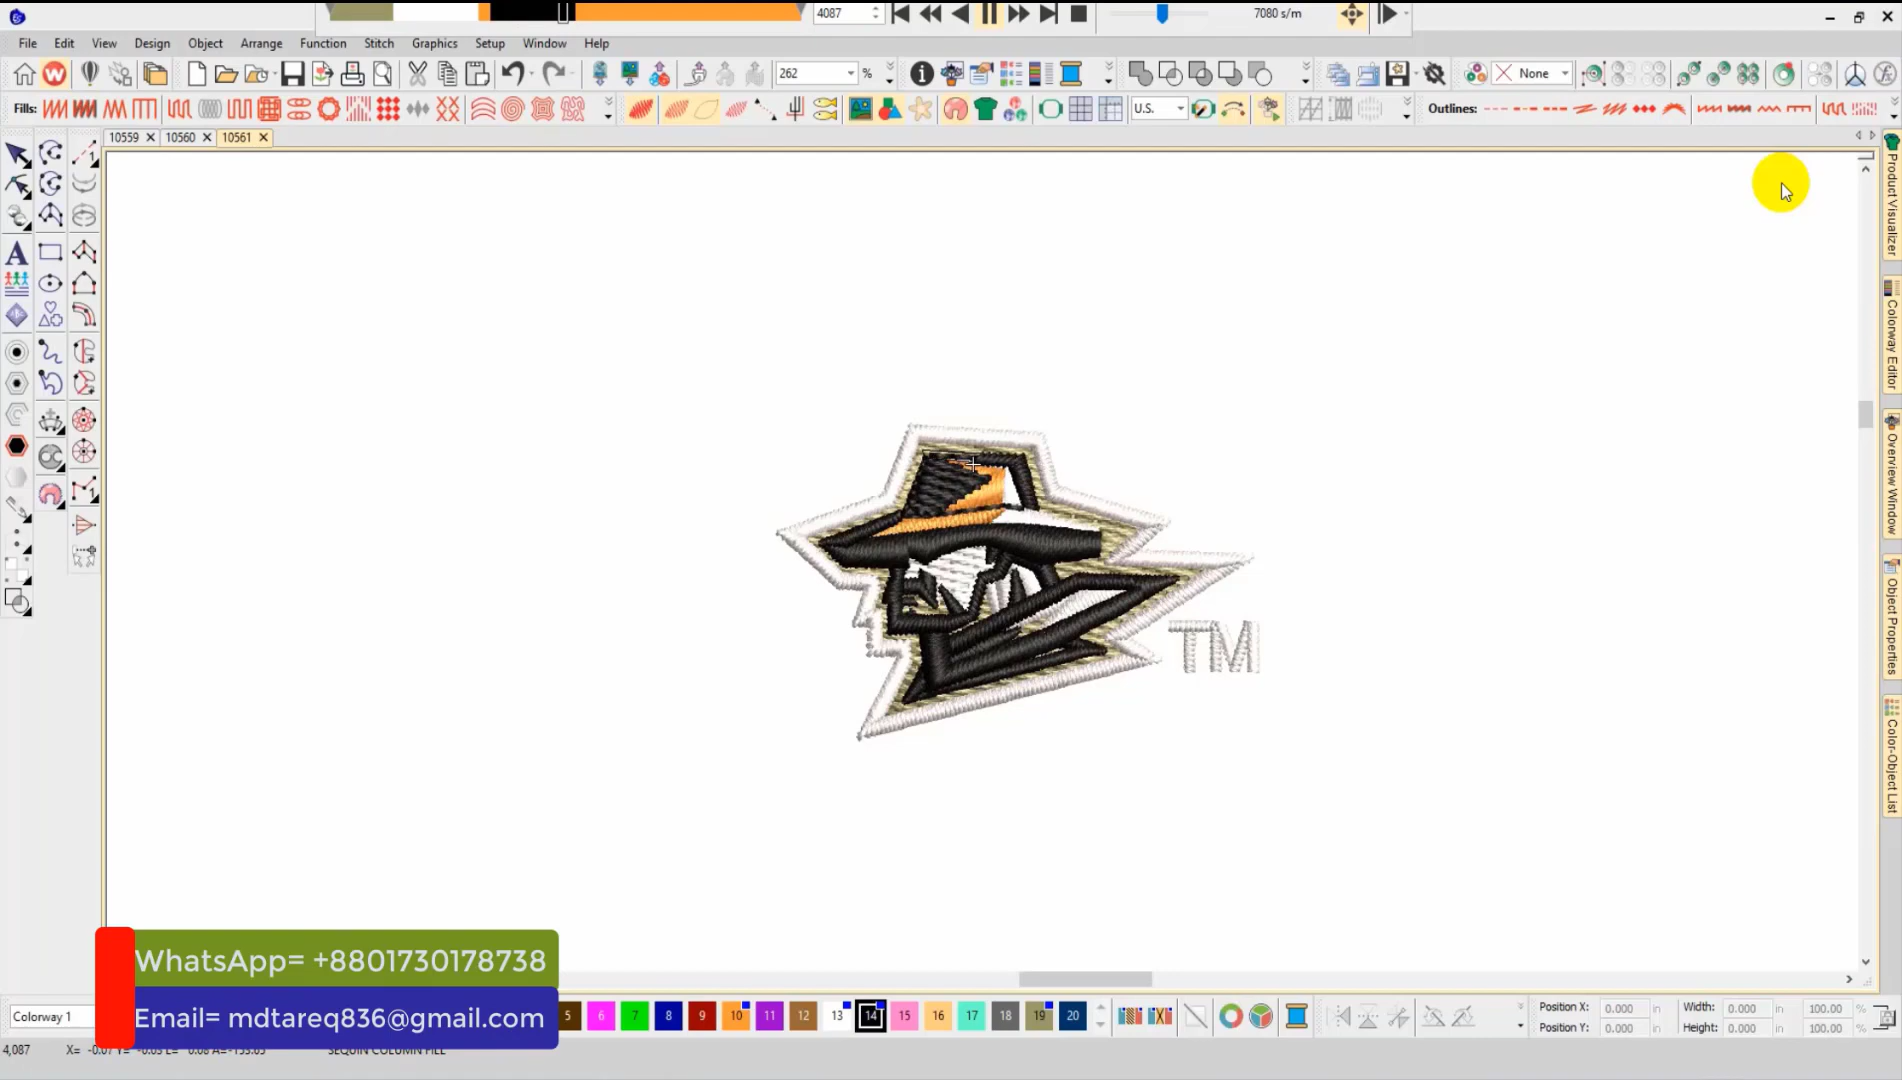 4087
7080 s/m
File Edit View Design Object Arrange Function Stitch Graphics Setup Window Help
262 %
None
Fills:
U.S.
Outlines:
10559 10560 10561
Product Visualizer
Colorway Editor
Overview Window
Object Properties
Color-Object List
TM
WhatsApp= +8801730178738
Email= mdtareq836@gmail.com
Colorway 1
5 6 7 8 9 10 11 12 13 14 15 16 17 18 19 20
Position X: 0.000 in Width: 0.000 in 100.00 %
Position Y: 0.000 in Height: 0.000 in 100.00 %
4,087
SEQUIN COLUMN FILL